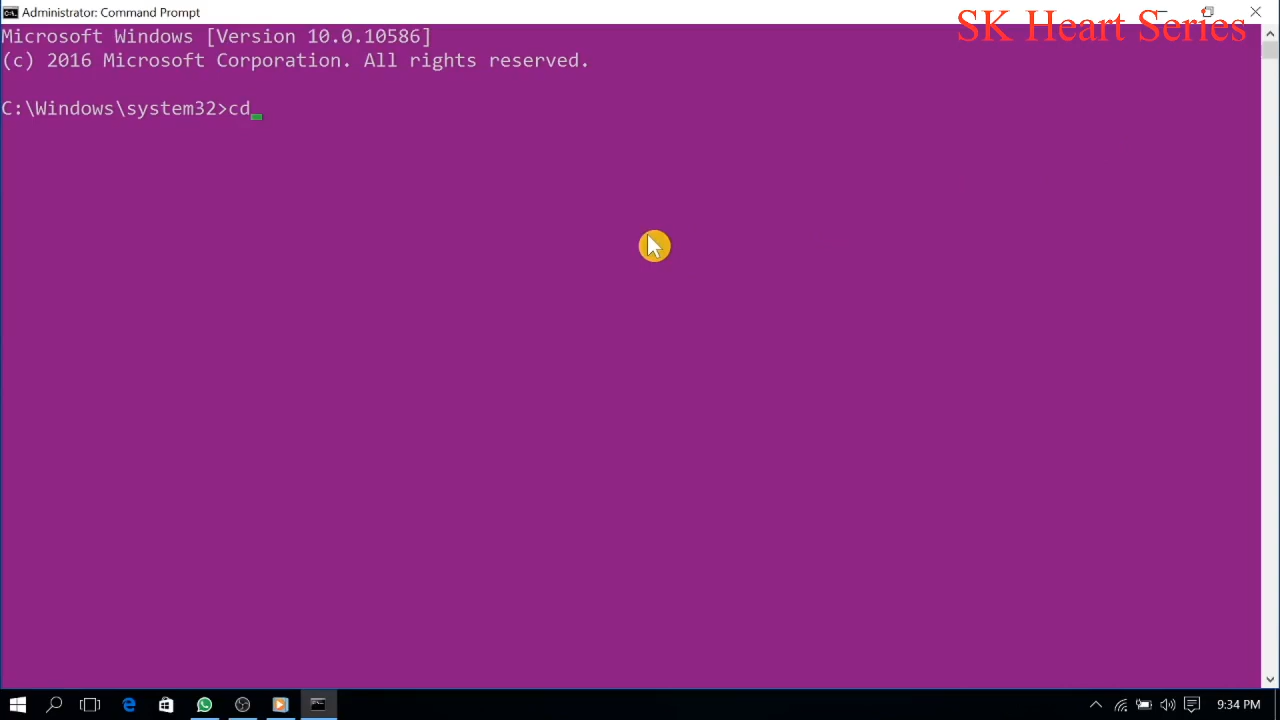 Administrator: Command Prompt
SK Heart Series
Microsoft Windows [Version 10.0.10586]
(c) 2016 Microsoft Corporation. All rights reserved.
C:\Windows\system32>cd_
9:34 PM